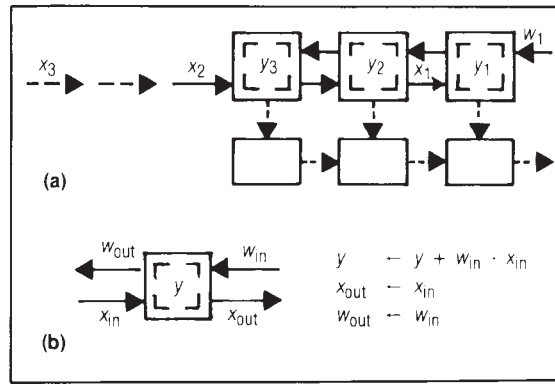 x3 x2 y3 y2 x1 y1 w1
(a)
wout win
y
xin xout
(b)
y ← y + win · xin
xout ← xin
wout ← win